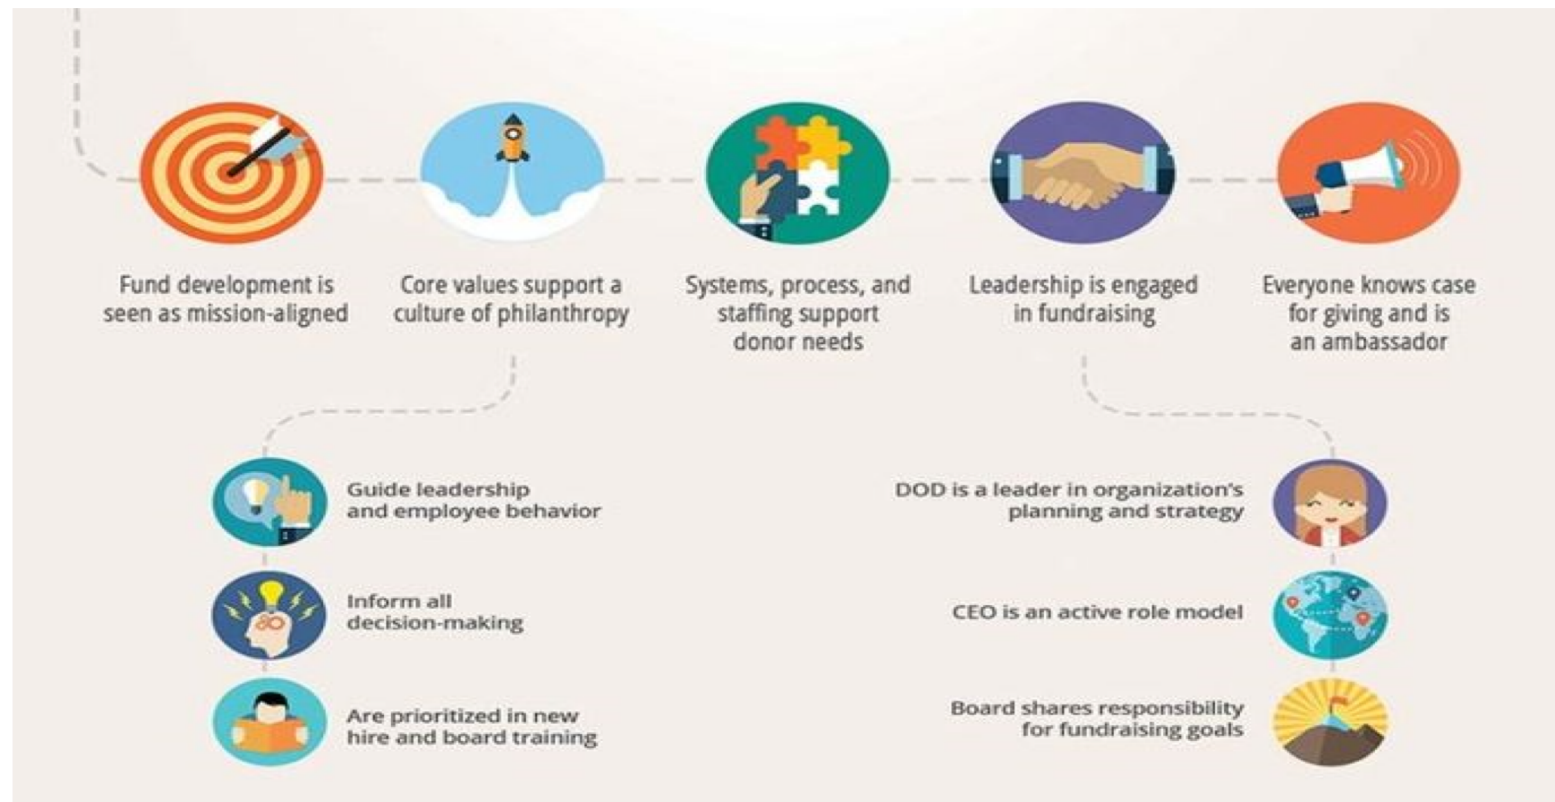 Fund development is
seen as mission-aligned
Core values support a
culture of philanthropy
Systems, process, and
staffing support
donor needs
Leadership is engaged
in fundraising
Everyone knows case
for giving and is
an ambassador
Guide leadership
and employee behavior
Inform all
decision-making
Are prioritized in new
hire and board training
DOD is a leader in organization's
planning and strategy
CEO is an active role model
Board shares responsibility
for fundraising goals